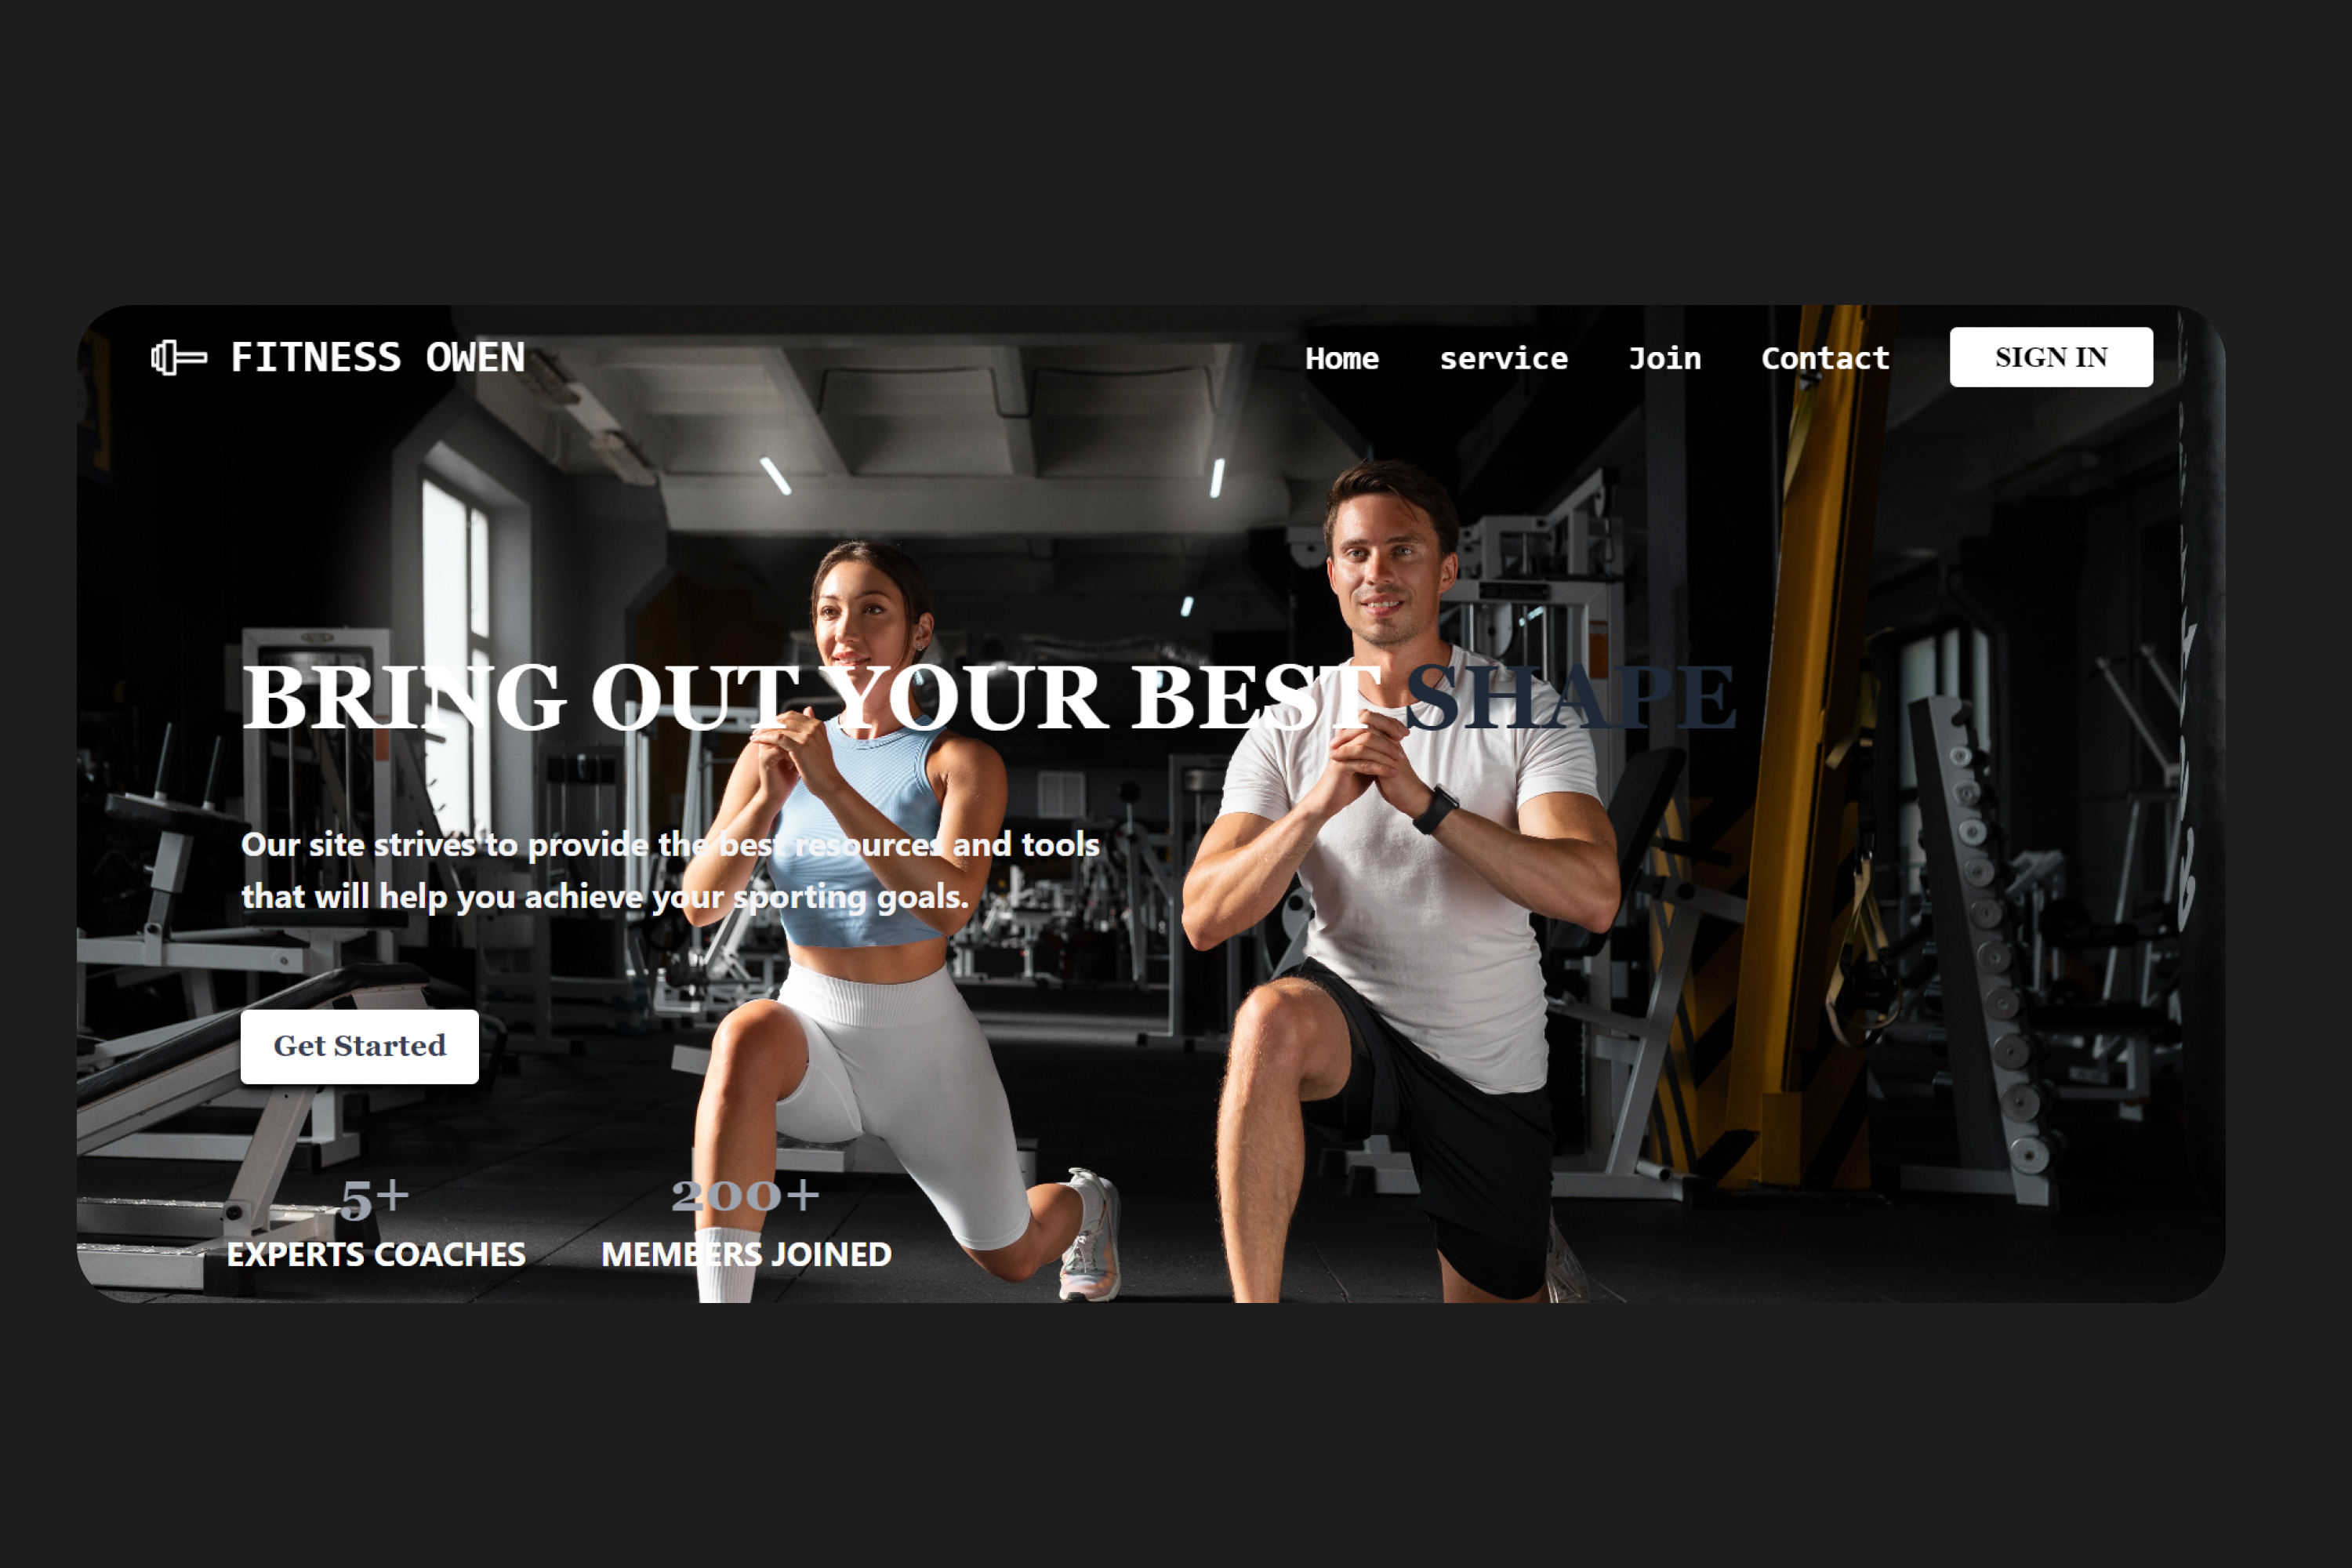 FITNESS OWEN
Home service Join Contact SIGN IN
BRING OUT YOUR BEST SHAPE
Our site strives to provide the best resources and tools
that will help you achieve your sporting goals.
Get Started
5+ 200+
EXPERTS COACHES MEMBERS JOINED